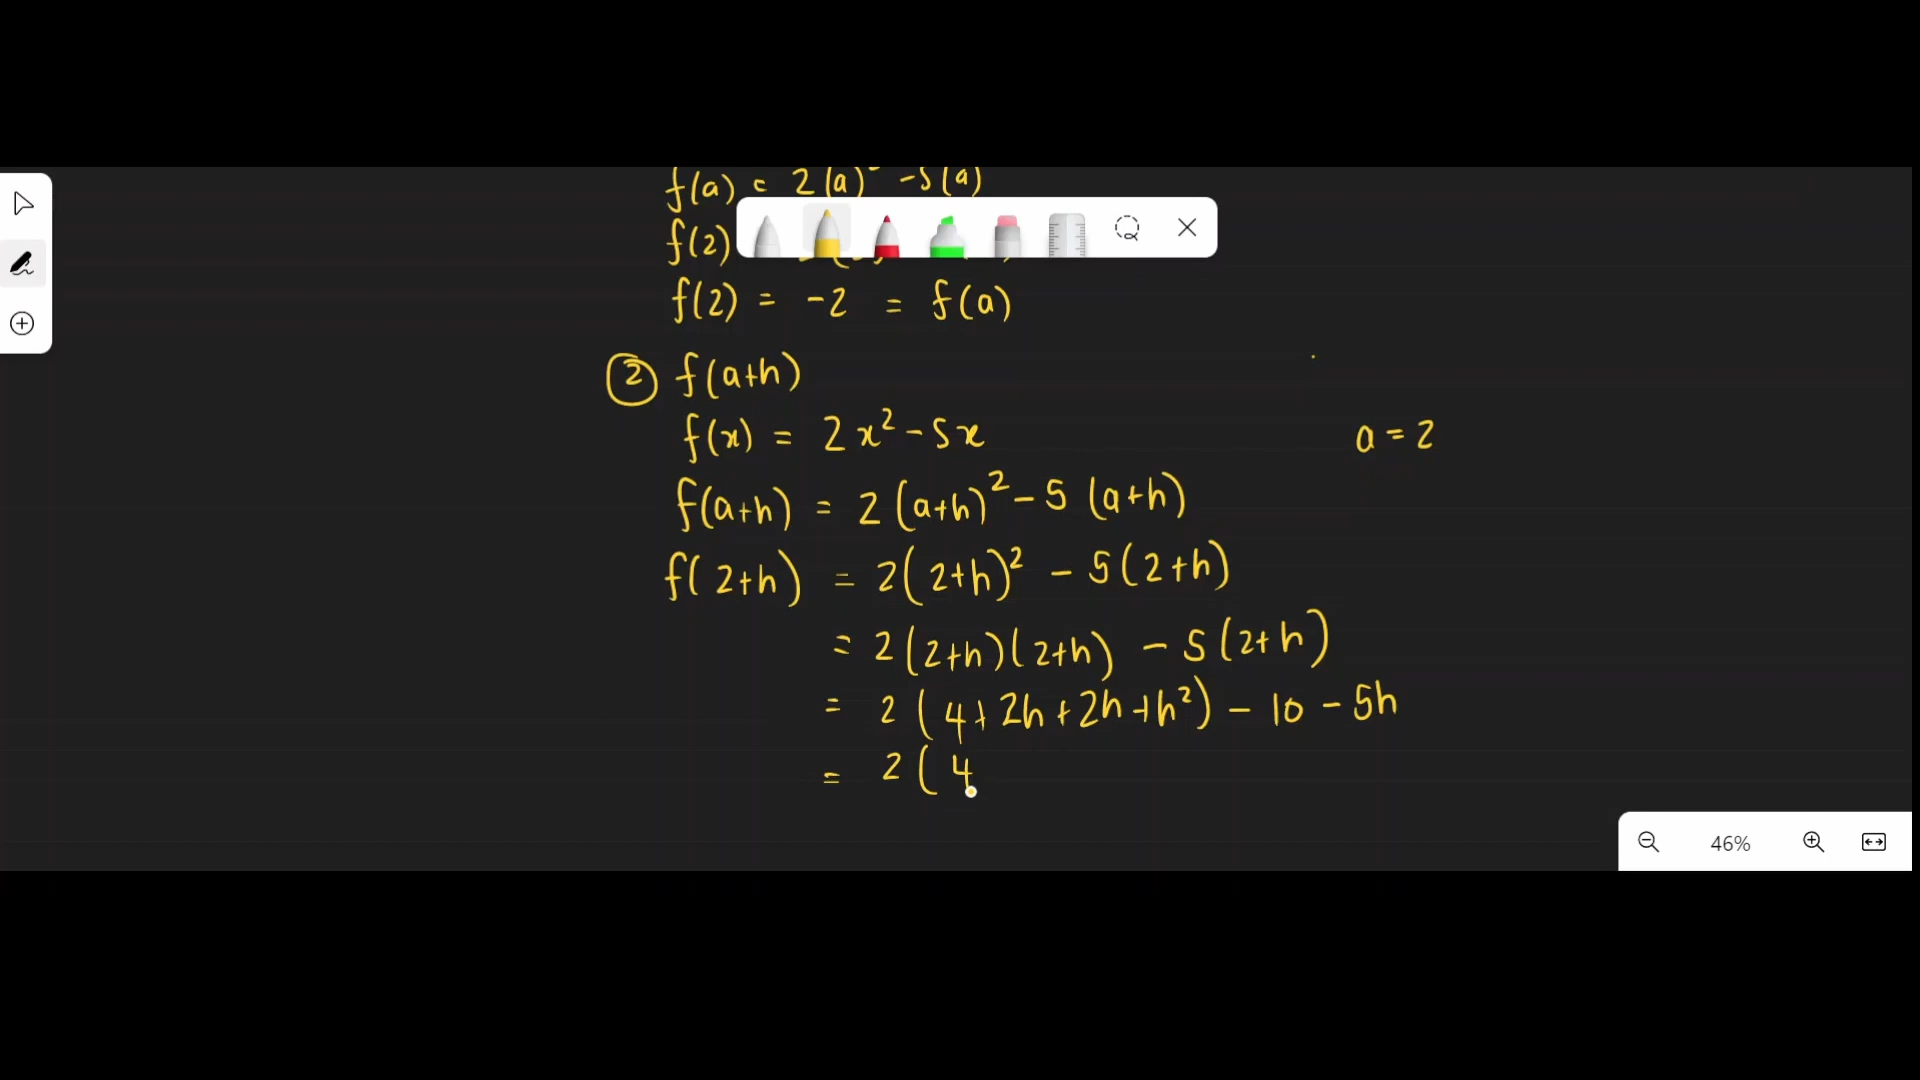 f(a) = 2(a)² -5(a)
f(2)
f(2) = -2 = f(a)
② f(a+h)
f(x) = 2x² - 5x
a = 2
f(a+h) = 2(a+h)² - 5 (a+h)
f(2+h) = 2(2+h)² - 5(2+h)
= 2(2+h)(2+h) - 5(2+h)
= 2(4+2h+2h+h²) - 10 - 5h
= 2(4
46%